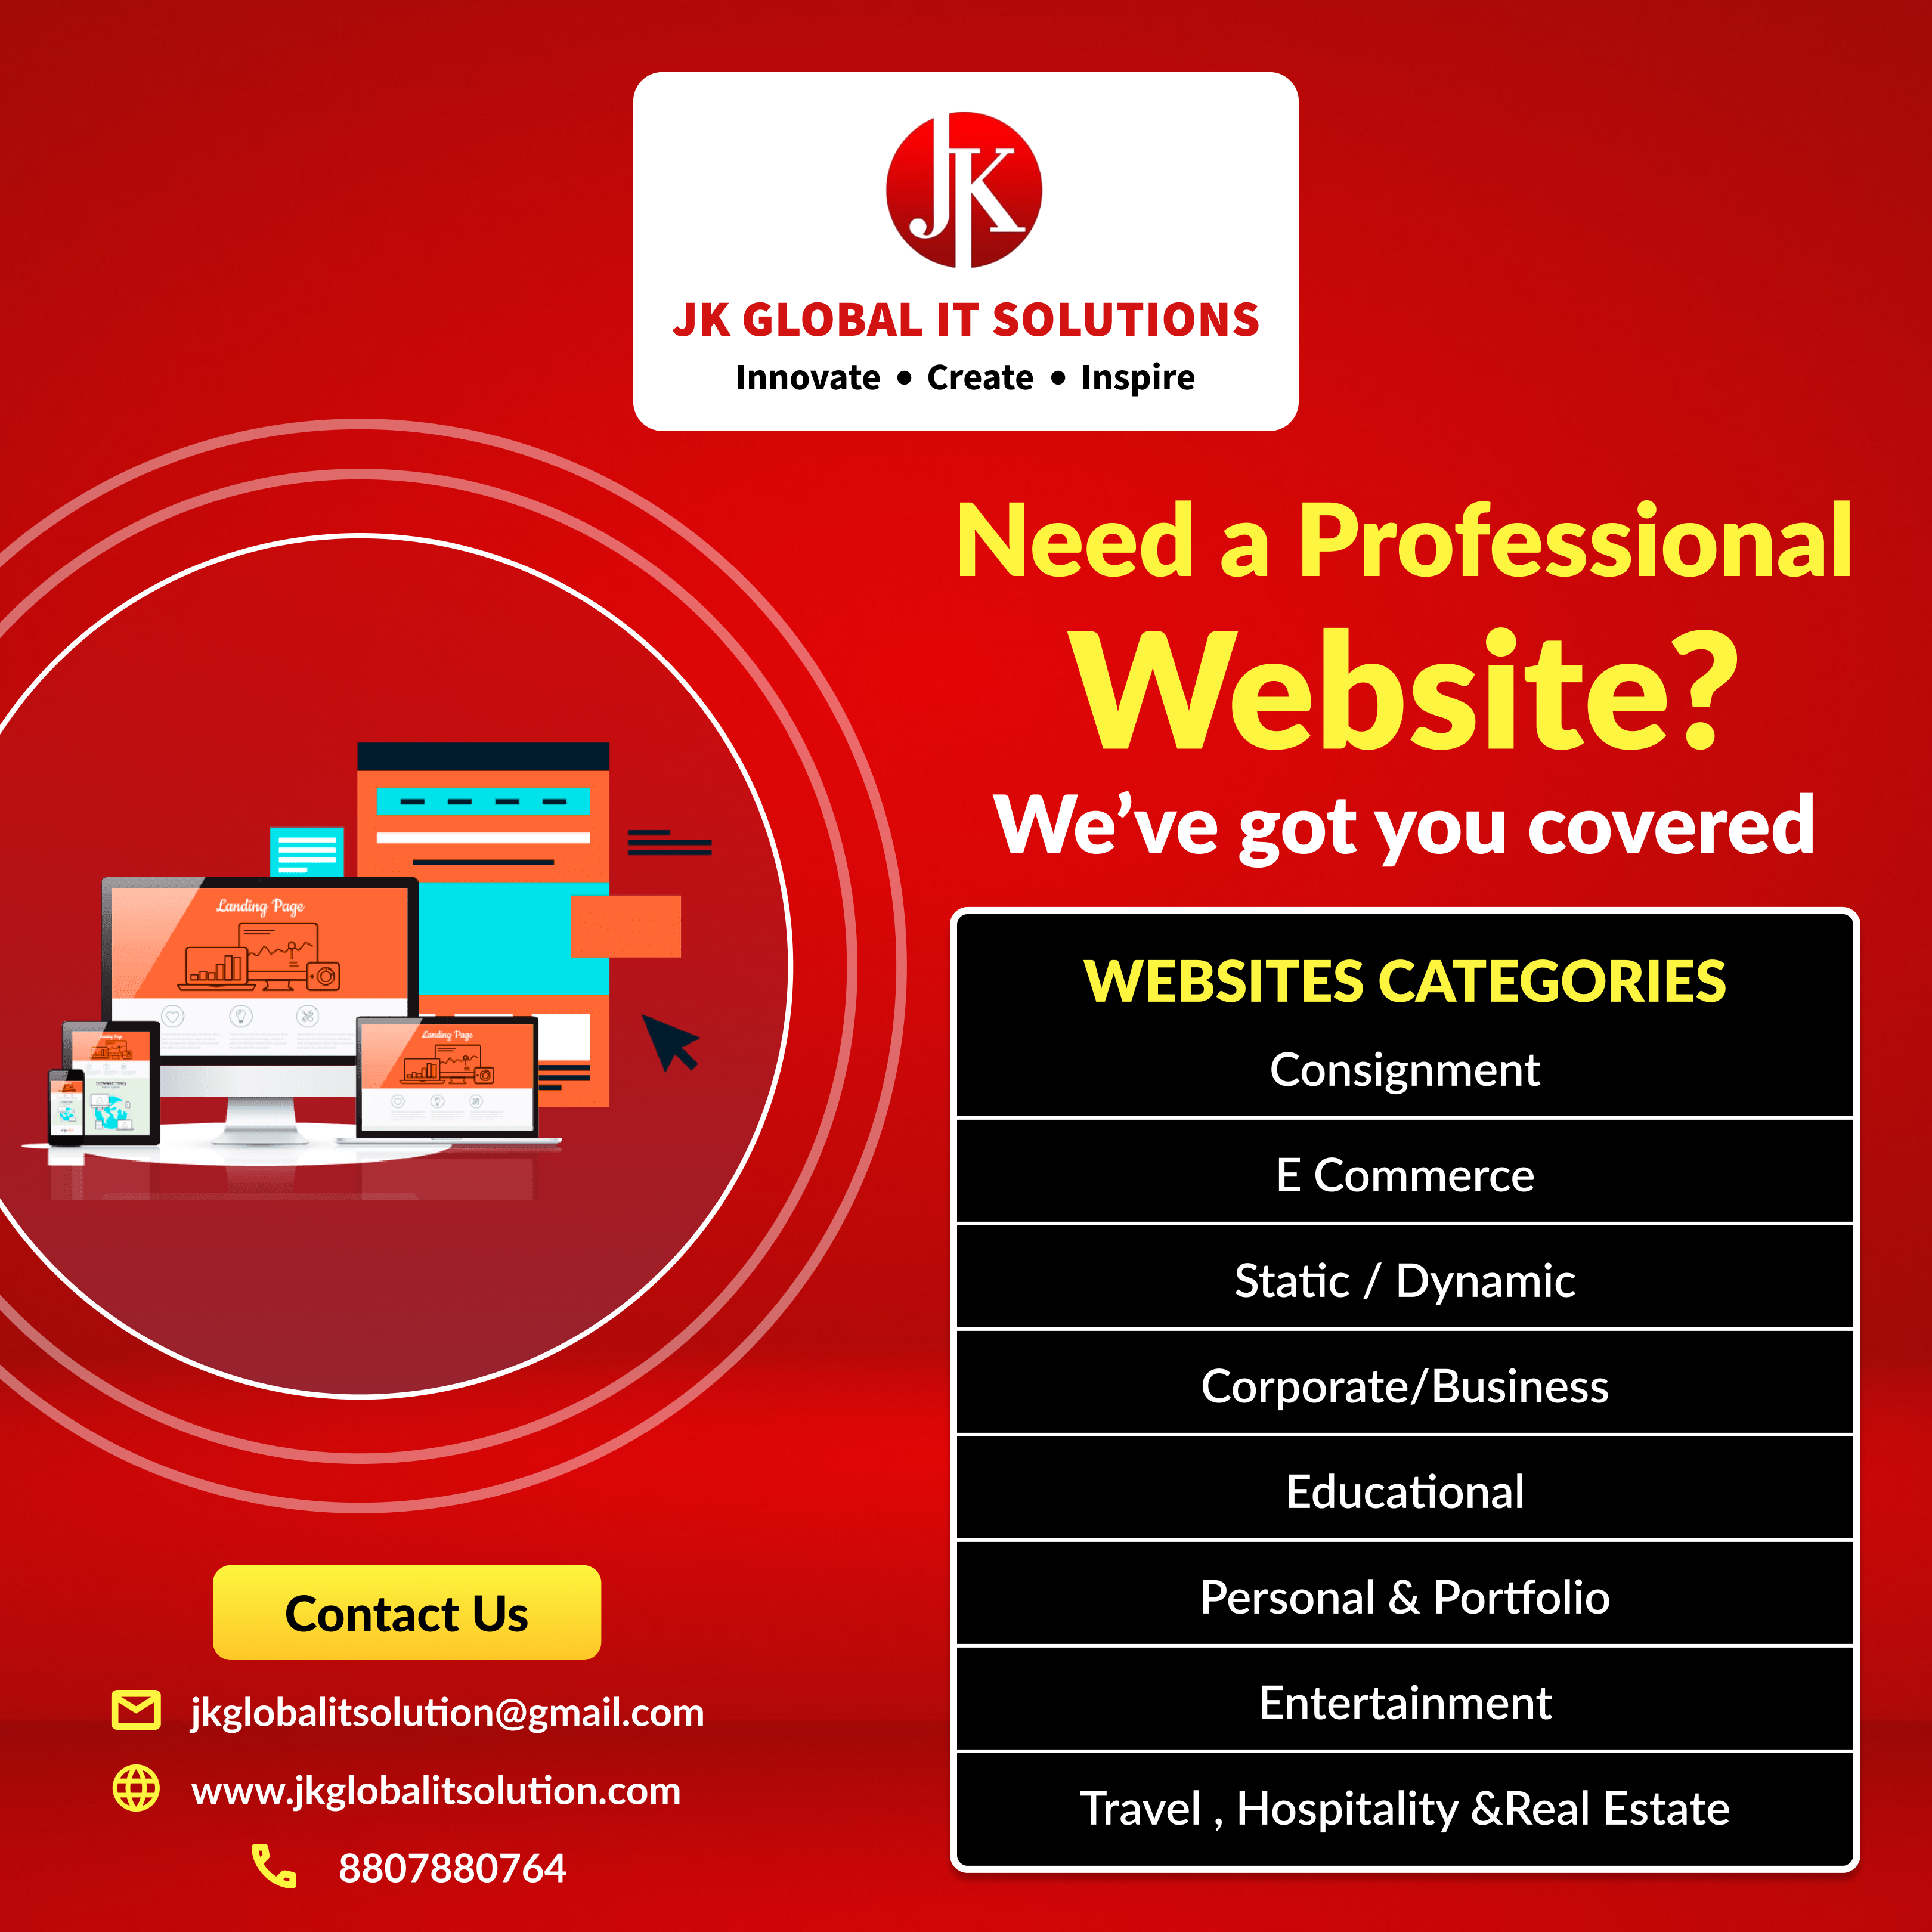 JK
JK GLOBAL IT SOLUTIONS
Innovate • Create • Inspire
Need a Professional
Website?
We've got you covered
Landing Page
Landing Page
WEBSITES CATEGORIES
Consignment
E Commerce
Static / Dynamic
Corporate/Business
Educational
Personal & Portfolio
Entertainment
Travel , Hospitality &Real Estate
Contact Us
jkglobalitsolution@gmail.com
www.jkglobalitsolution.com
8807880764